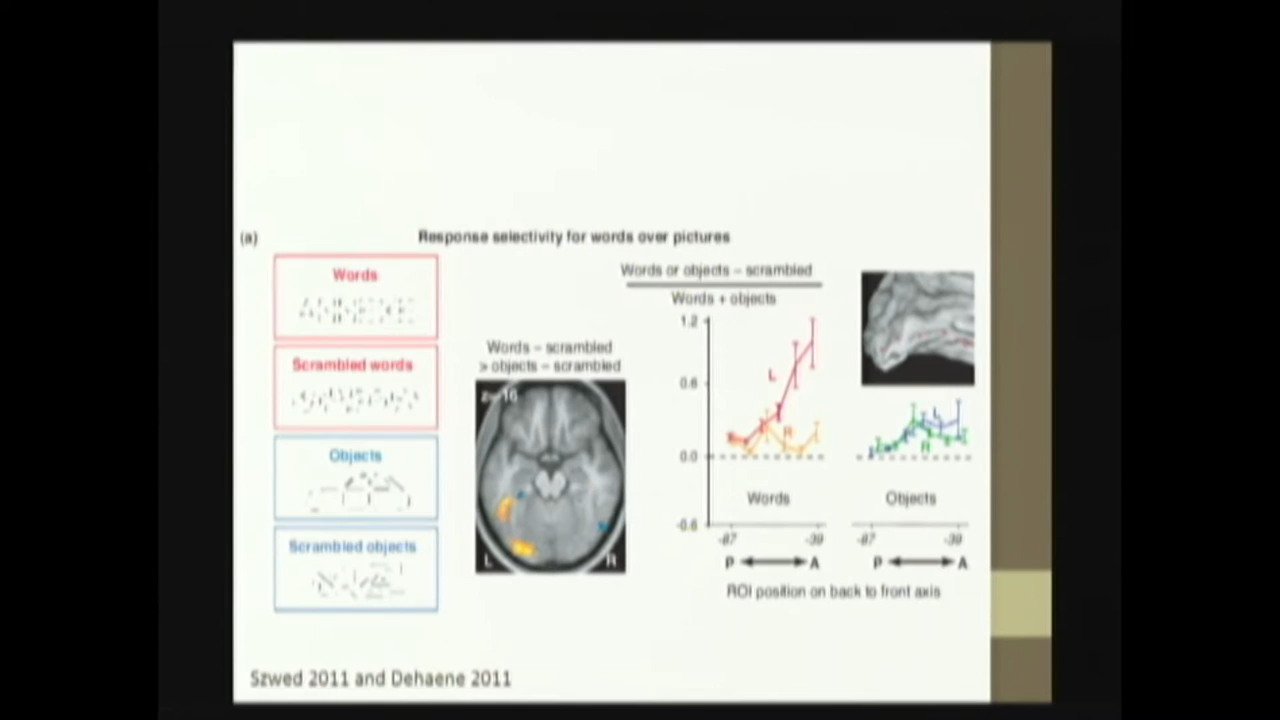 (a) Response selectivity for words over pictures
Words
Scrambled words
Objects
Scrambled objects
Words – scrambled
> objects – scrambled
L R
Words or objects – scrambled
Words + objects
1.2
0.6
0.0
-0.6
L
R
Words
-87 -39
P A
L
R
Objects
-87 -39
P A
ROI position on back to front axis
Szwed 2011 and Dehaene 2011